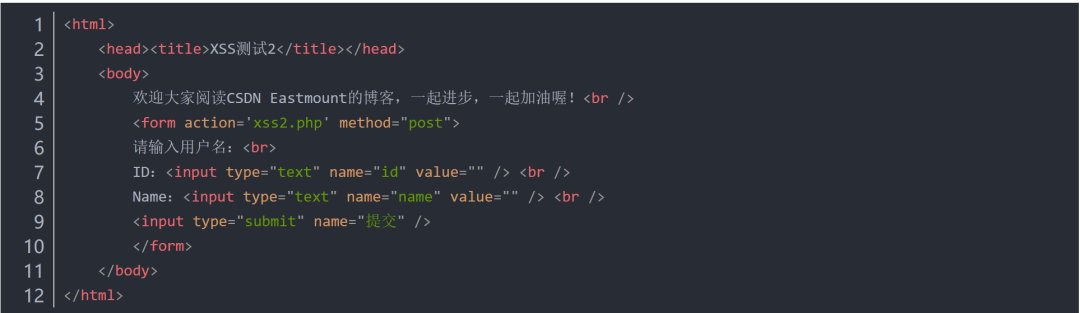 1 <html>
2 <head><title>XSS测试2</title></head>
3 <body>
4 欢迎大家阅读CSDN Eastmount的博客，一起进步，一起加油喔！<br />
5 <form action='xss2.php' method="post">
6 请输入用户名：<br>
7 ID：<input type="text" name="id" value="" /> <br />
8 Name：<input type="text" name="name" value="" /> <br />
9 <input type="submit" name="提交" />
10 </form>
11 </body>
12 </html>